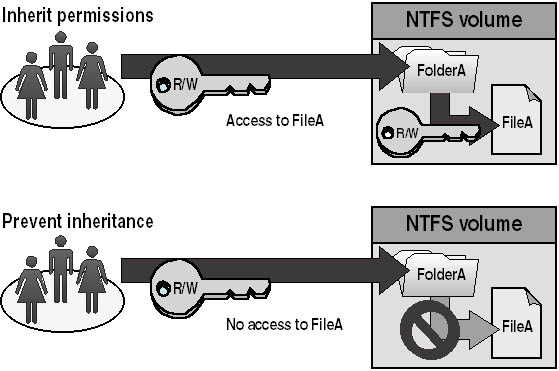 Inherit permissions
NTFS volume
R/W
FolderA
Access to FileA
R/W
FileA
Prevent inheritance
NTFS volume
R/W
FolderA
No access to FileA
FileA